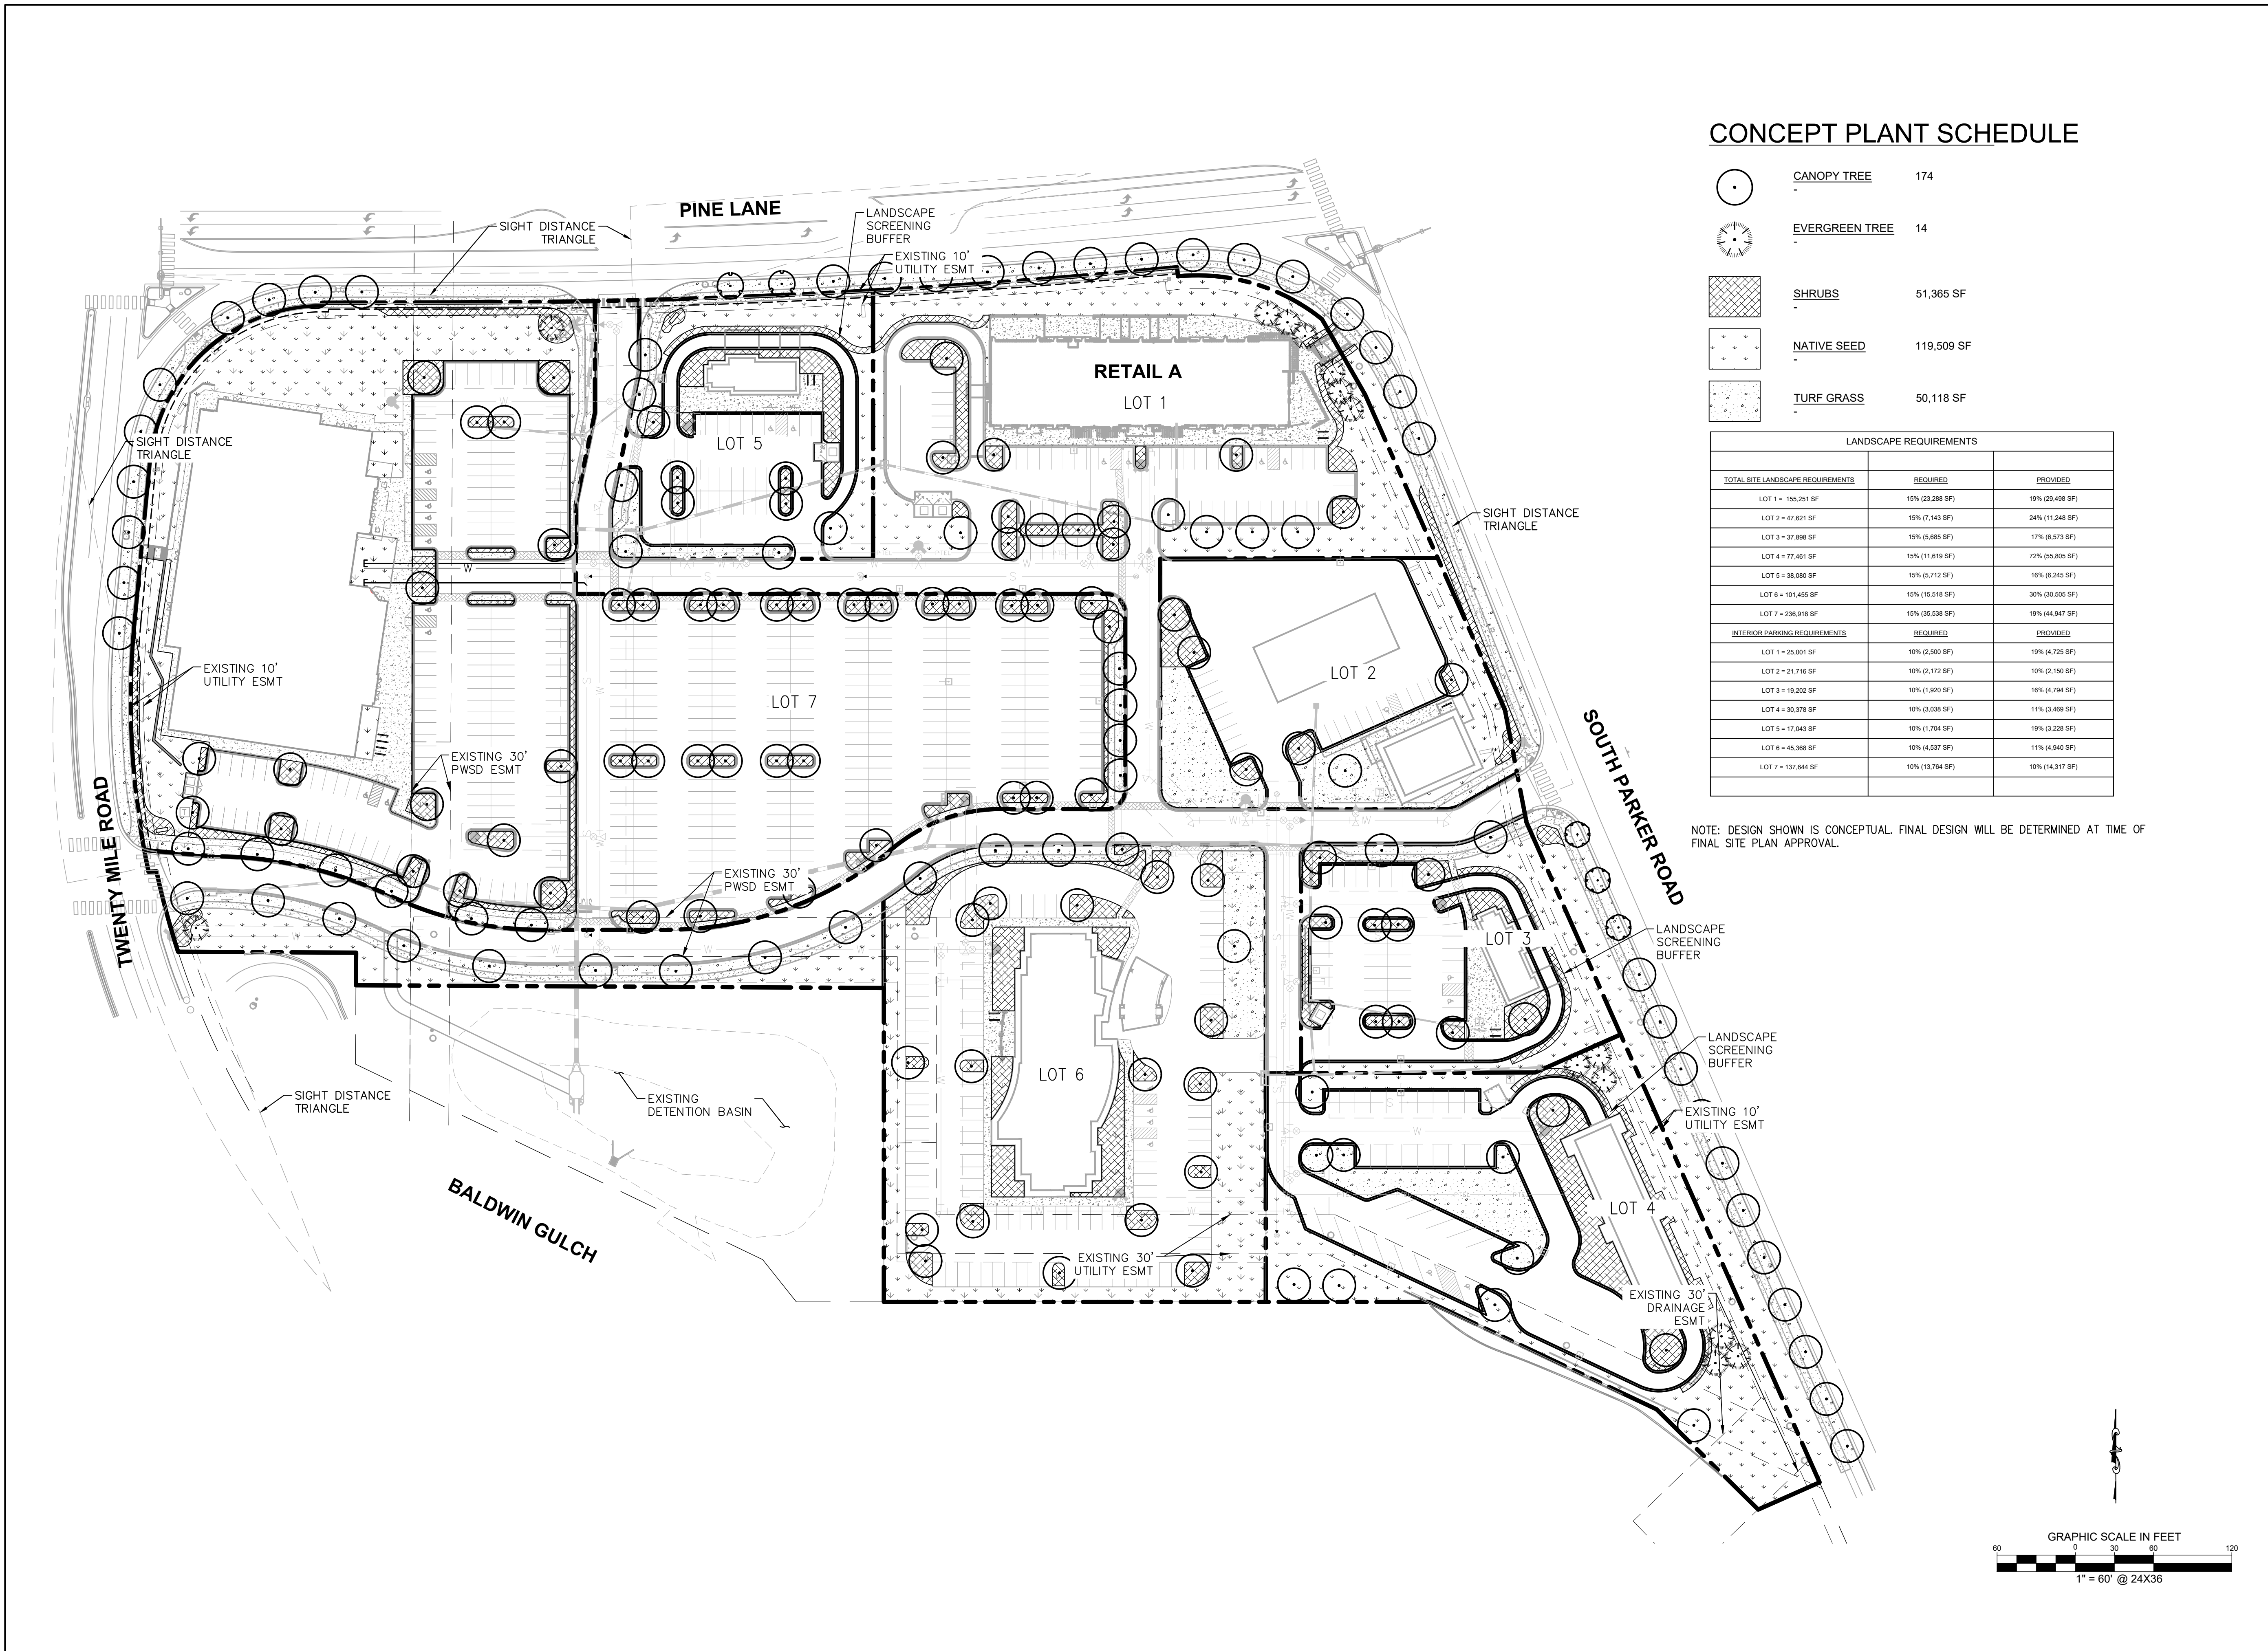 CONCEPT PLANT SCHEDULE
CANOPY TREE 174
-
EVERGREEN TREE 14
-
SHRUBS 51,365 SF
-
NATIVE SEED 119,509 SF
-
TURF GRASS 50,118 SF
-
LANDSCAPE REQUIREMENTS
TOTAL SITE LANDSCAPE REQUIREMENTS REQUIRED PROVIDED
LOT 1 = 155,251 SF 15% (23,288 SF) 19% (29,498 SF)
LOT 2 = 47,621 SF 15% (7,143 SF) 24% (11,248 SF)
LOT 3 = 37,898 SF 15% (5,685 SF) 17% (6,573 SF)
LOT 4 = 77,461 SF 15% (11,619 SF) 72% (55,805 SF)
LOT 5 = 38,080 SF 15% (5,712 SF) 16% (6,245 SF)
LOT 6 = 101,455 SF 15% (15,518 SF) 30% (30,505 SF)
LOT 7 = 236,918 SF 15% (35,538 SF) 19% (44,947 SF)
INTERIOR PARKING REQUIREMENTS REQUIRED PROVIDED
LOT 1 = 25,001 SF 10% (2,500 SF) 19% (4,725 SF)
LOT 2 = 21,716 SF 10% (2,172 SF) 10% (2,150 SF)
LOT 3 = 19,202 SF 10% (1,920 SF) 16% (4,794 SF)
LOT 4 = 30,378 SF 10% (3,038 SF) 11% (3,469 SF)
LOT 5 = 17,043 SF 10% (1,704 SF) 19% (3,228 SF)
LOT 6 = 45,368 SF 10% (4,537 SF) 11% (4,940 SF)
LOT 7 = 137,644 SF 10% (13,764 SF) 10% (14,317 SF)
NOTE: DESIGN SHOWN IS CONCEPTUAL. FINAL DESIGN WILL BE DETERMINED AT TIME OF
FINAL SITE PLAN APPROVAL.
PINE LANE
SIGHT DISTANCE
TRIANGLE
LANDSCAPE
SCREENING
BUFFER
EXISTING 10'
UTILITY ESMT
RETAIL A
LOT 1
LOT 5
SIGHT DISTANCE
TRIANGLE
SIGHT DISTANCE
TRIANGLE
EXISTING 10'
UTILITY ESMT
LOT 7
LOT 2
EXISTING 30'
PWSD ESMT
SOUTH PARKER ROAD
TWENTY MILE ROAD
EXISTING 30'
PWSD ESMT
LOT 3
LANDSCAPE
SCREENING
BUFFER
LOT 6
LANDSCAPE
SCREENING
BUFFER
SIGHT DISTANCE
TRIANGLE
EXISTING
DETENTION BASIN
EXISTING 10'
UTILITY ESMT
BALDWIN GULCH
LOT 4
EXISTING 30'
UTILITY ESMT
EXISTING 30'
DRAINAGE
ESMT
GRAPHIC SCALE IN FEET
60 0 30 60 120
1" = 60' @ 24X36